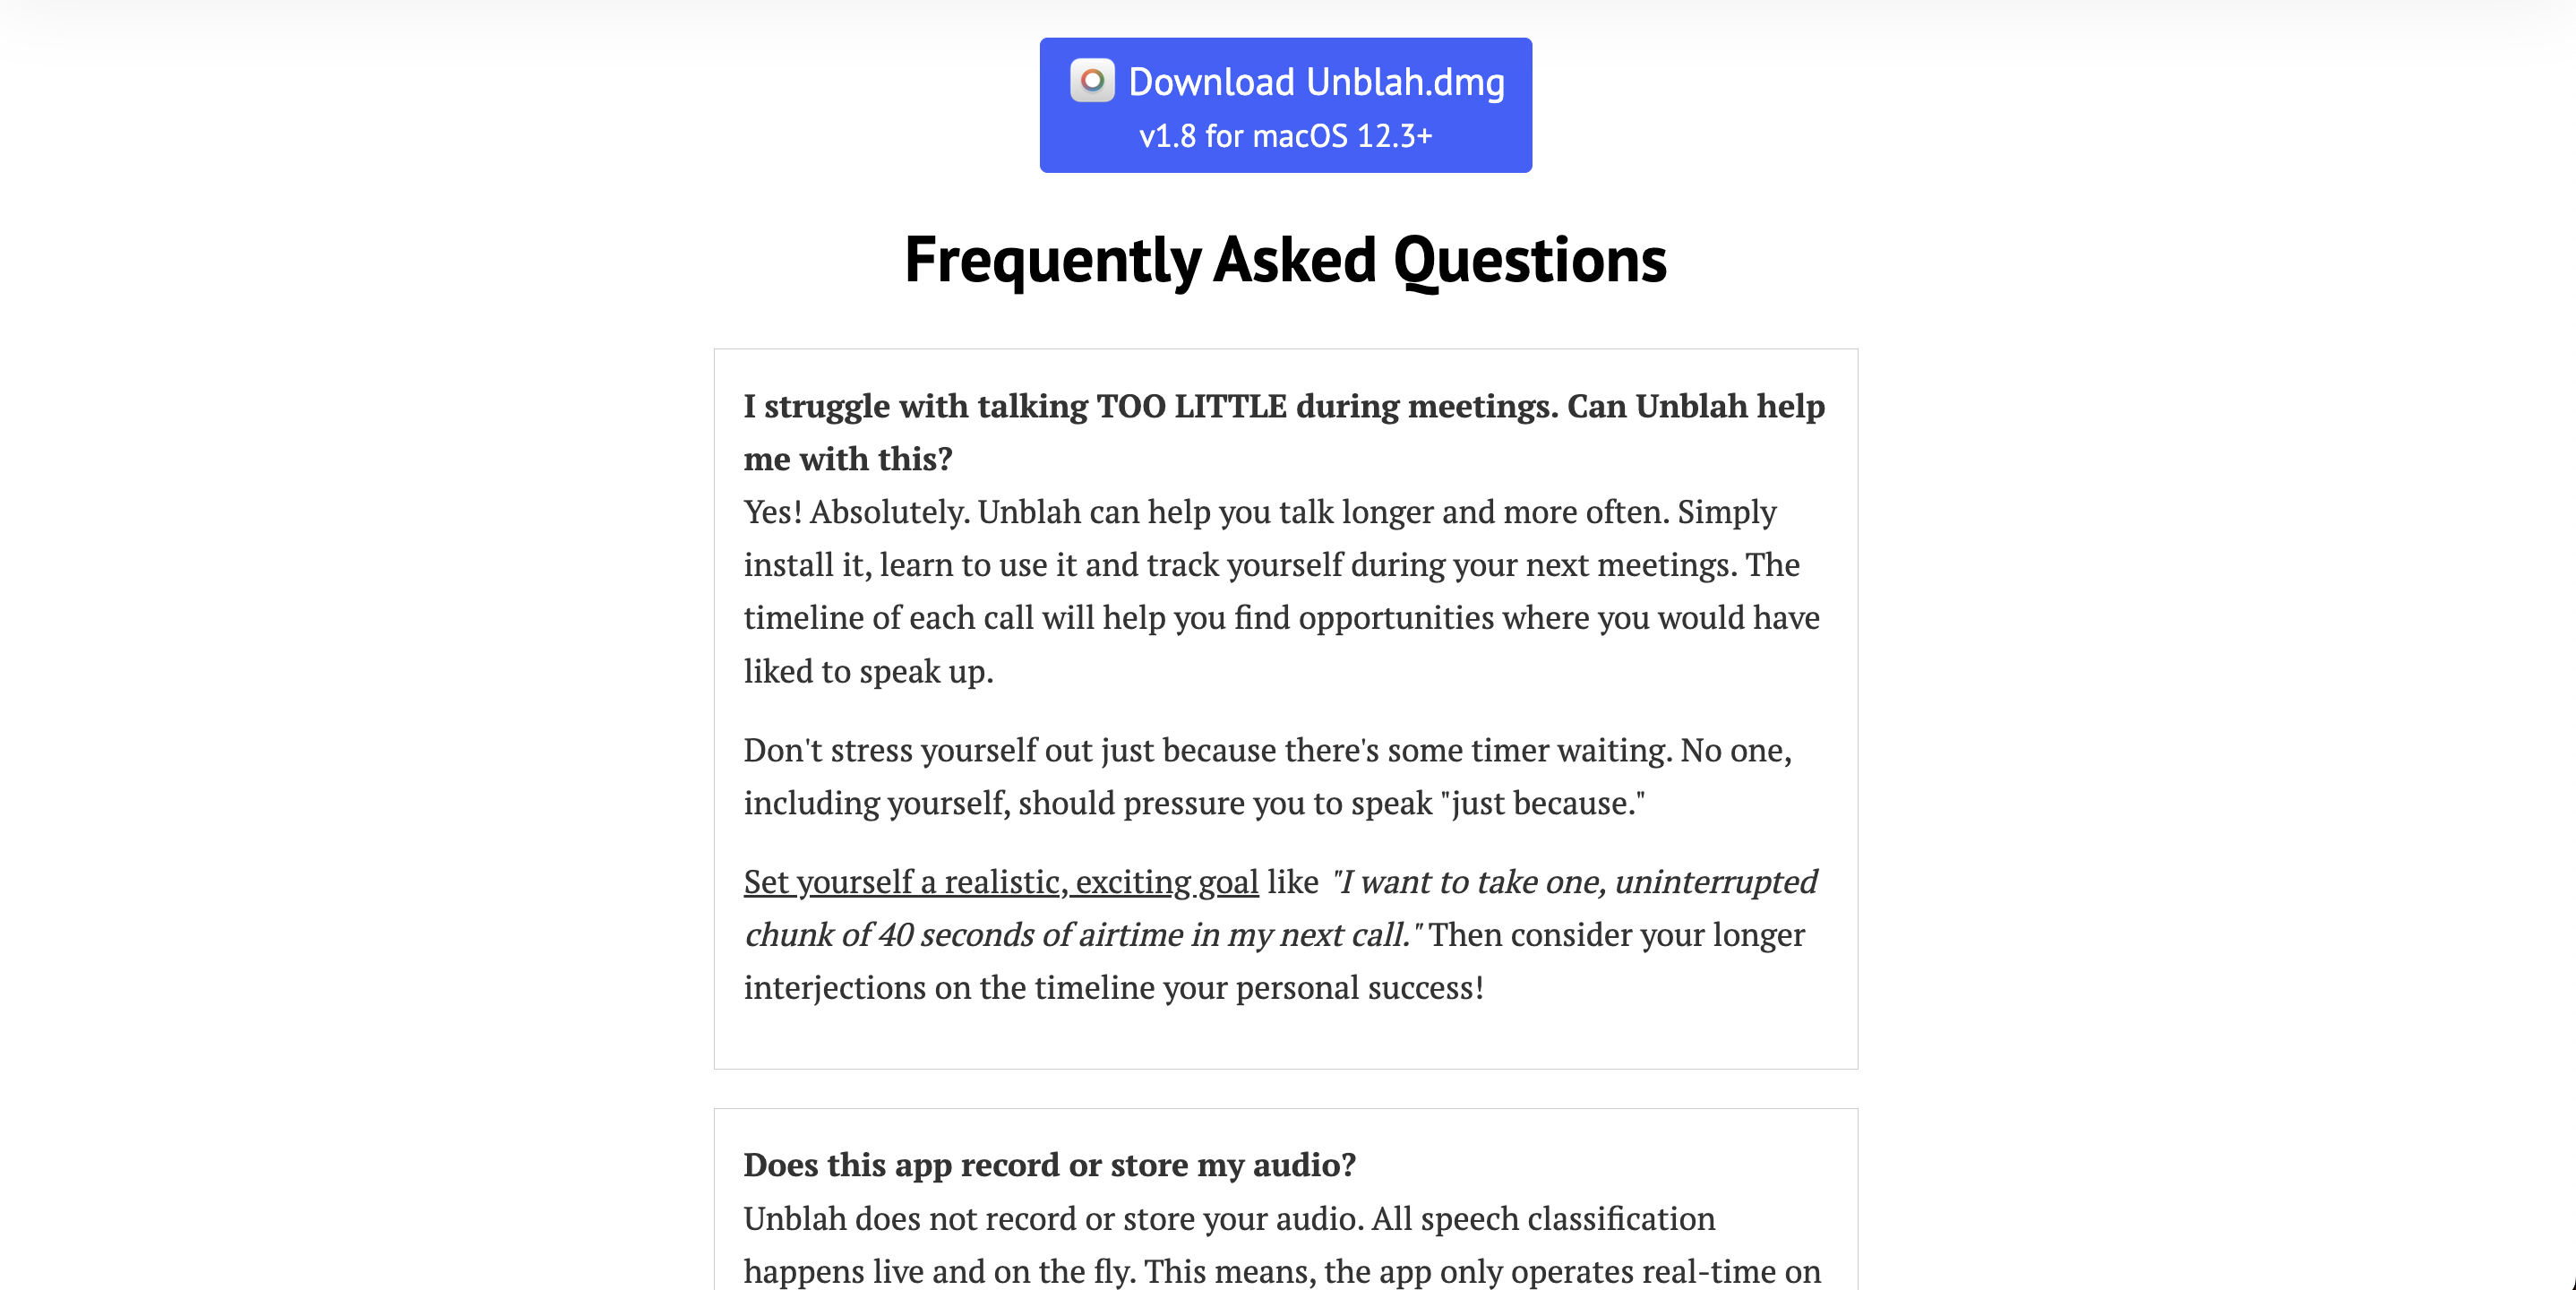 Download Unblah.dmg
v1.8 for macOS 12.3+
Frequently Asked Questions
I struggle with talking TOO LITTLE during meetings. Can Unblah help
me with this?
Yes! Absolutely. Unblah can help you talk longer and more often. Simply
install it, learn to use it and track yourself during your next meetings. The
timeline of each call will help you find opportunities where you would have
liked to speak up.
Don't stress yourself out just because there's some timer waiting. No one,
including yourself, should pressure you to speak "just because."
Set yourself a realistic, exciting goal like "I want to take one, uninterrupted
chunk of 40 seconds of airtime in my next call." Then consider your longer
interjections on the timeline your personal success!
Does this app record or store my audio?
Unblah does not record or store your audio. All speech classification
happens live and on the fly. This means, the app only operates real-time on